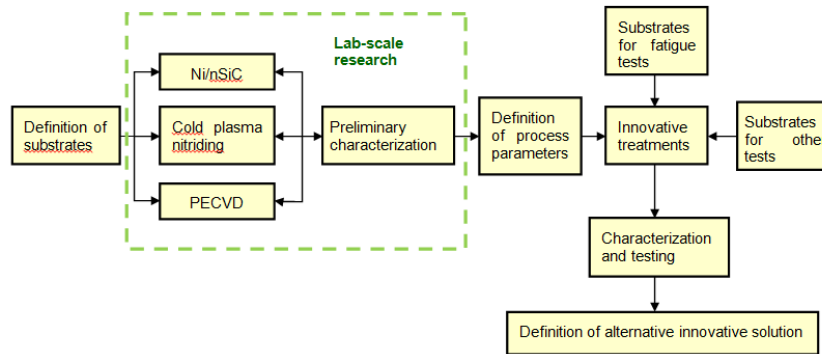 Lab-scale
research
Substrates
for fatigue
tests
Ni/nSiC
Definition of
substrates
Cold plasma
nitriding
Preliminary
characterization
Definition
of process
parameters
Innovative
treatments
Substrates
for other
tests
PECVD
Characterization
and testing
Definition of alternative innovative solution